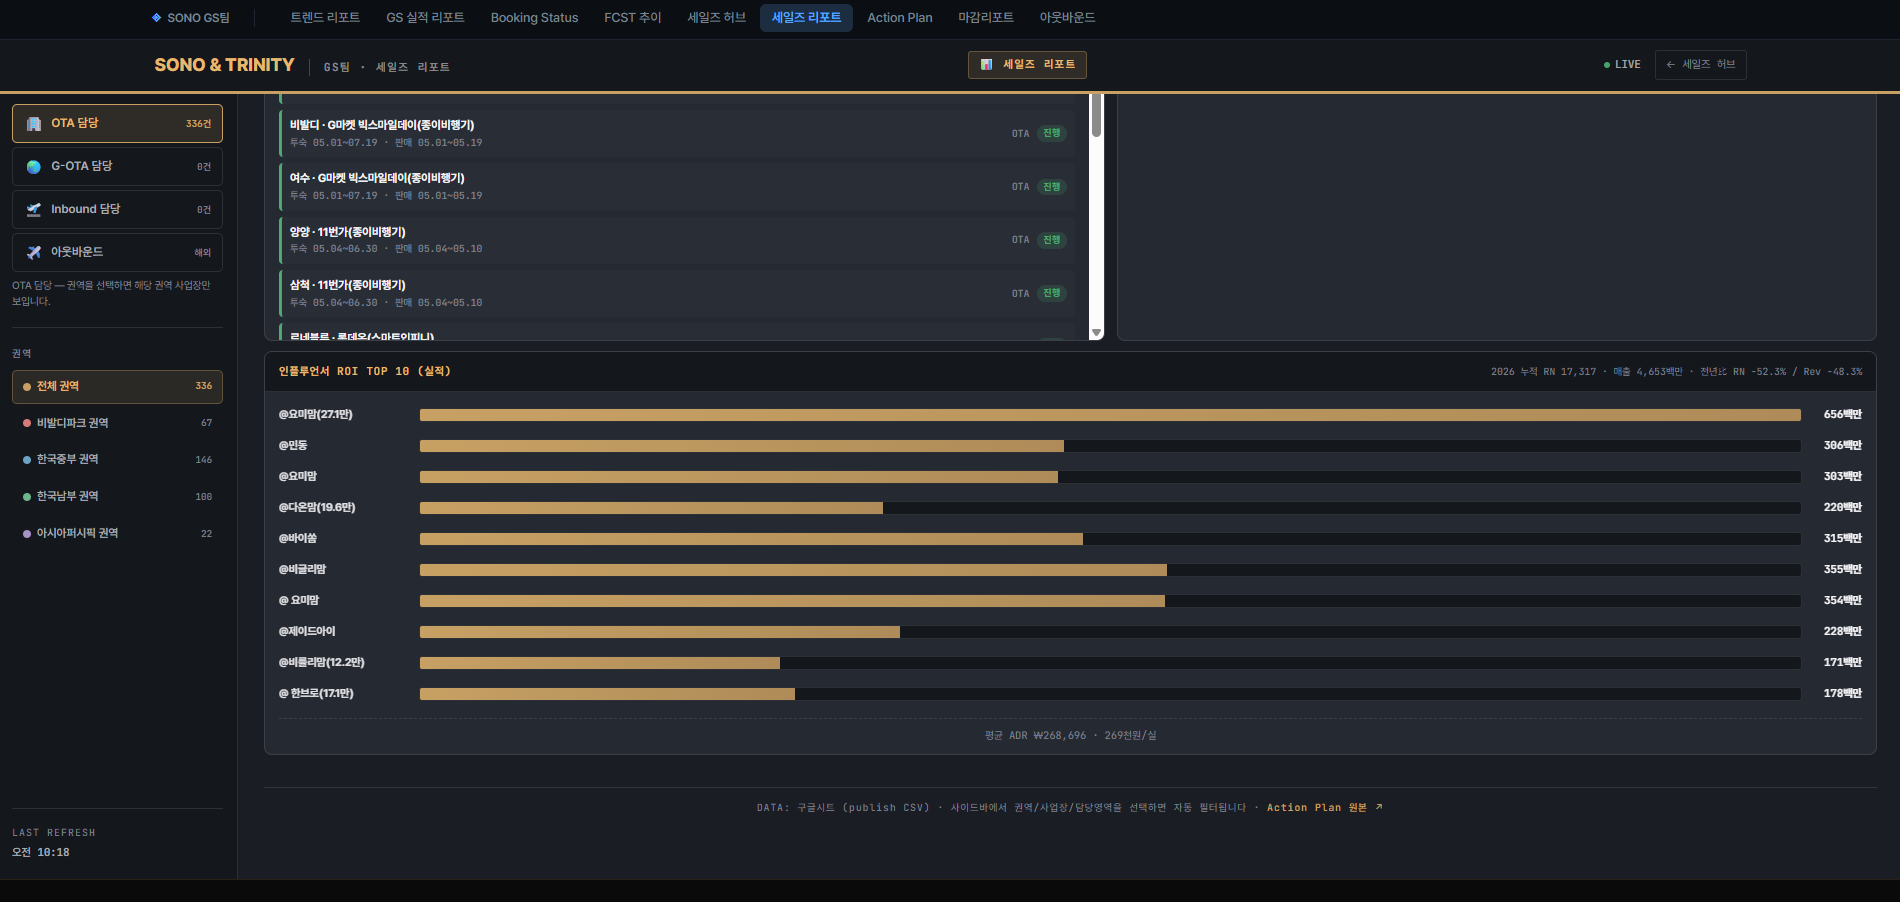 SONO GS팀
트렌드 리포트
GS 실적 리포트
Booking Status
FCST 추이
세일즈 허브
세일즈 리포트
Action Plan
마감리포트
아웃바운드
SONO & TRINITY
GS팀 · 세일즈 리포트
세일즈 리포트
LIVE
← 세일즈 허브
OTA 담당 336건
G-OTA 담당 0건
Inbound 담당 0건
아웃바운드 해외
OTA 담당 — 권역을 선택하면 해당 권역 사업장만
보입니다.
권역
전체 권역 336
비발디파크 권역 67
한국중부 권역 146
한국남부 권역 100
아시아퍼시픽 권역 22
LAST REFRESH
오전 10:18
비발디 · G마켓 빅스마일데이(종이비행기)
투숙 05.01~07.19 · 판매 05.01~05.19
OTA 진행
여수 · G마켓 빅스마일데이(종이비행기)
투숙 05.01~07.19 · 판매 05.01~05.19
OTA 진행
양양 · 11번가(종이비행기)
투숙 05.04~06.30 · 판매 05.04~05.10
OTA 진행
삼척 · 11번가(종이비행기)
투숙 05.04~06.30 · 판매 05.04~05.10
OTA 진행
르네블루 · 롯데온(스마트인피니)
인플루언서 ROI TOP 10 (실적)
2026 누적 RN 17,317 · 매출 4,653백만 · 전년比 RN -52.3% / Rev -48.3%
@요미맘(27.1만) 656백만
@민동 306백만
@요미맘 303백만
@다온맘(19.6만) 220백만
@바이쏨 315백만
@비글리맘 355백만
@ 요미맘 354백만
@제이드아이 228백만
@비틀리맘(12.2만) 171백만
@ 한브로(17.1만) 178백만
평균 ADR ₩268,696 · 269천원/실
DATA: 구글시트 (publish CSV) · 사이드바에서 권역/사업장/담당영역을 선택하면 자동 필터됩니다 · Action Plan 원본 ↗